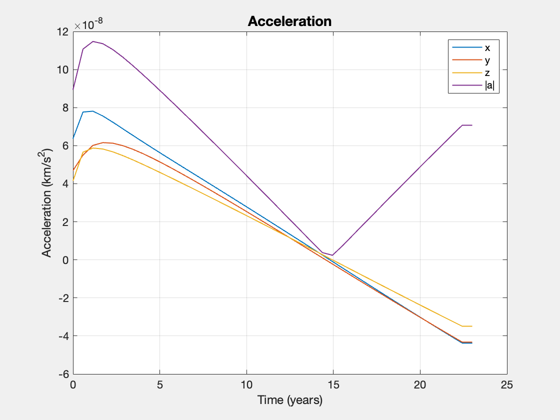 Acceleration
×10⁻⁸
12
10
8
6
4
2
0
-2
-4
-6
Acceleration (km/s²)
x
y
z
|a|
0 5 10 15 20 25
Time (years)